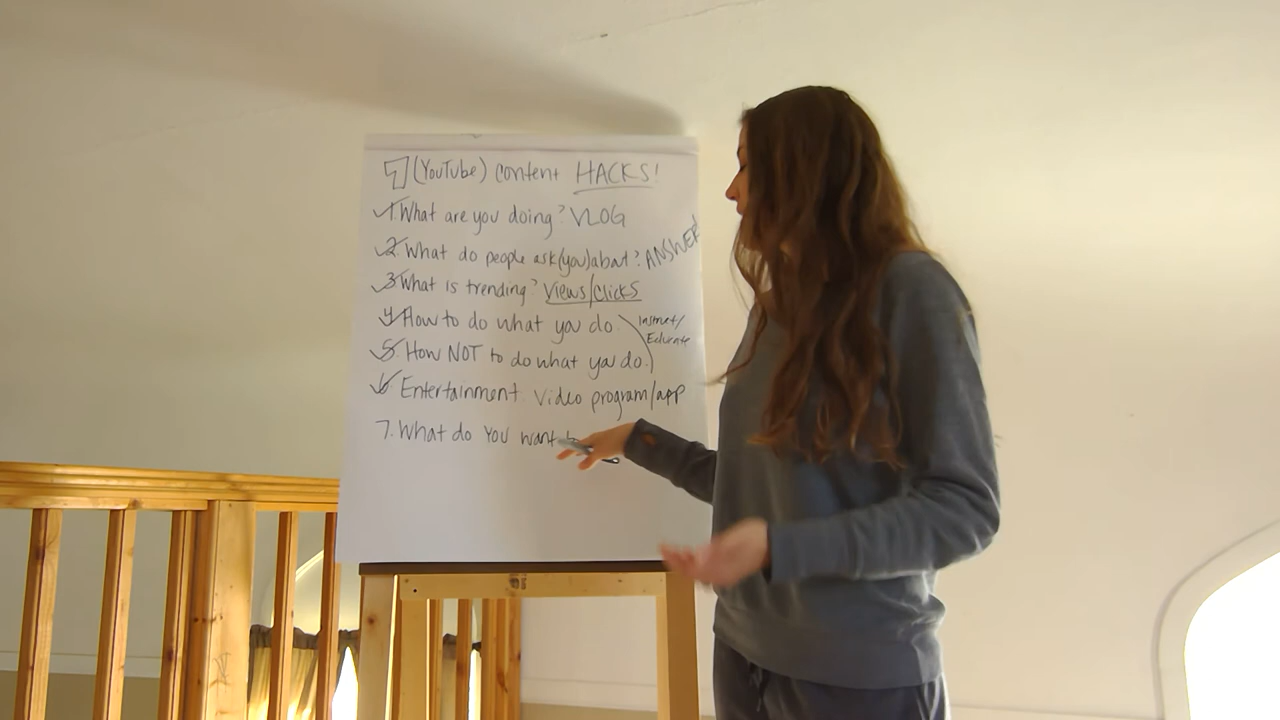 7 (YouTube) content HACKS!
1. What are you doing? VLOG
2. What do people ask (you) about? ANSWER
3. What is trending? Views/Clicks
4. How to do what you do.
Instruct/
Educate
5. How NOT to do what you do.
6. Entertainment. Video program/app
7. What do You want